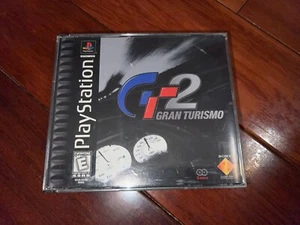 PlayStation
GT2
GRAN TURISMO
E